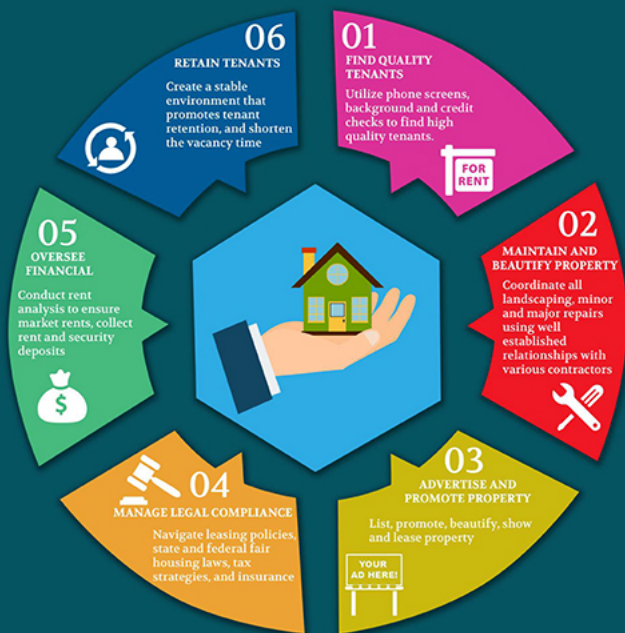 01
FIND QUALITY
TENANTS
Utilize phone screens,
background and credit
checks to find high
quality tenants.
FOR
RENT
02
MAINTAIN AND
BEAUTIFY PROPERTY
Coordinate all
landscaping, minor
and major repairs
using well
established
relationships with
various contractors
03
ADVERTISE AND
PROMOTE PROPERTY
List, promote, beautify, show
and lease property
YOUR
AD HERE!
04
MANAGE LEGAL COMPLIANCE
Navigate leasing policies,
state and federal fair
housing laws, tax
strategies, and insurance
05
OVERSEE
FINANCIAL
Conduct rent
analysis to ensure
market rents, collect
rent and security
deposits
$
06
RETAIN TENANTS
Create a stable
environment that
promotes tenant
retention, and shorten
the vacancy time